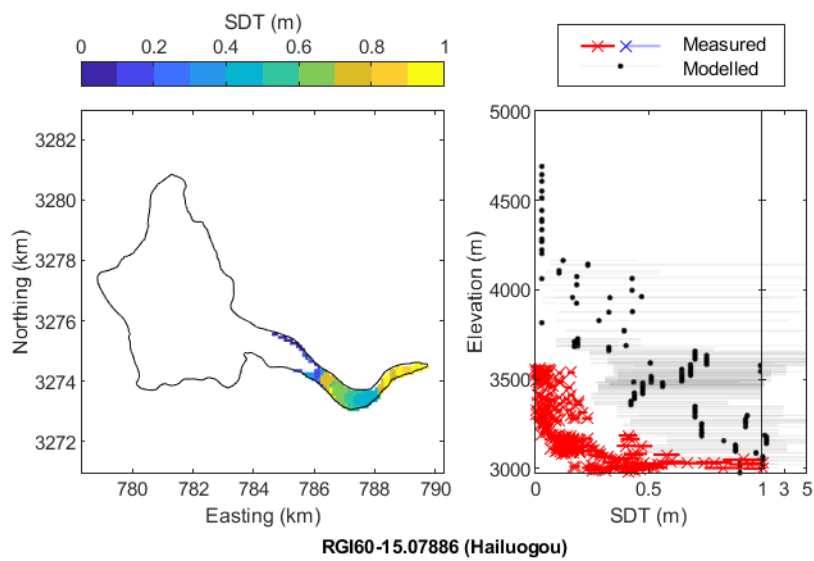 SDT (m)
0 0.2 0.4 0.6 0.8 1
Measured
Modelled
3282
3280
3278
3276
3274
3272
Northing (km)
780 782 784 786 788 790
Easting (km)
5000
4500
4000
3500
3000
Elevation (m)
0 0.5 1 3 5
SDT (m)
RGI60-15.07886 (Hailuogou)